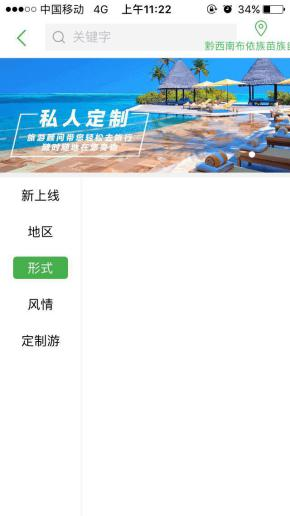 中国移动 4G 上午11:22 34%
关键字
黔西南布依族苗族自
私人定制
旅游顾问带您轻松去旅行
随时随地在您身旁
新上线
地区
形式
风情
定制游